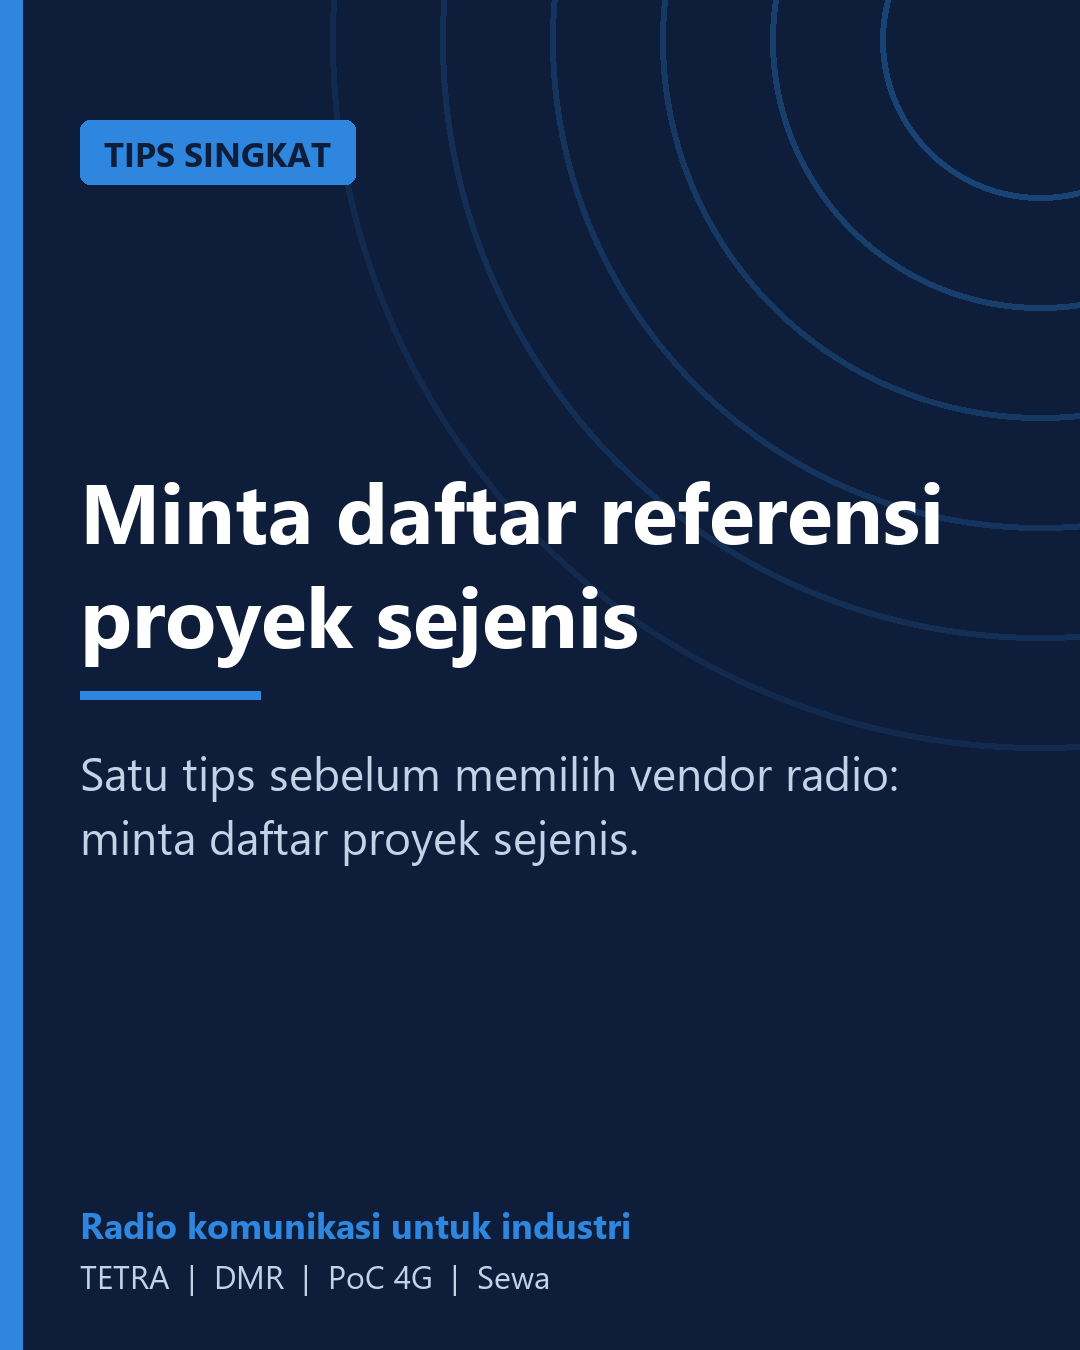 TIPS SINGKAT
Minta daftar referensi
proyek sejenis
Satu tips sebelum memilih vendor radio:
minta daftar proyek sejenis.
Radio komunikasi untuk industri
TETRA | DMR | PoC 4G | Sewa